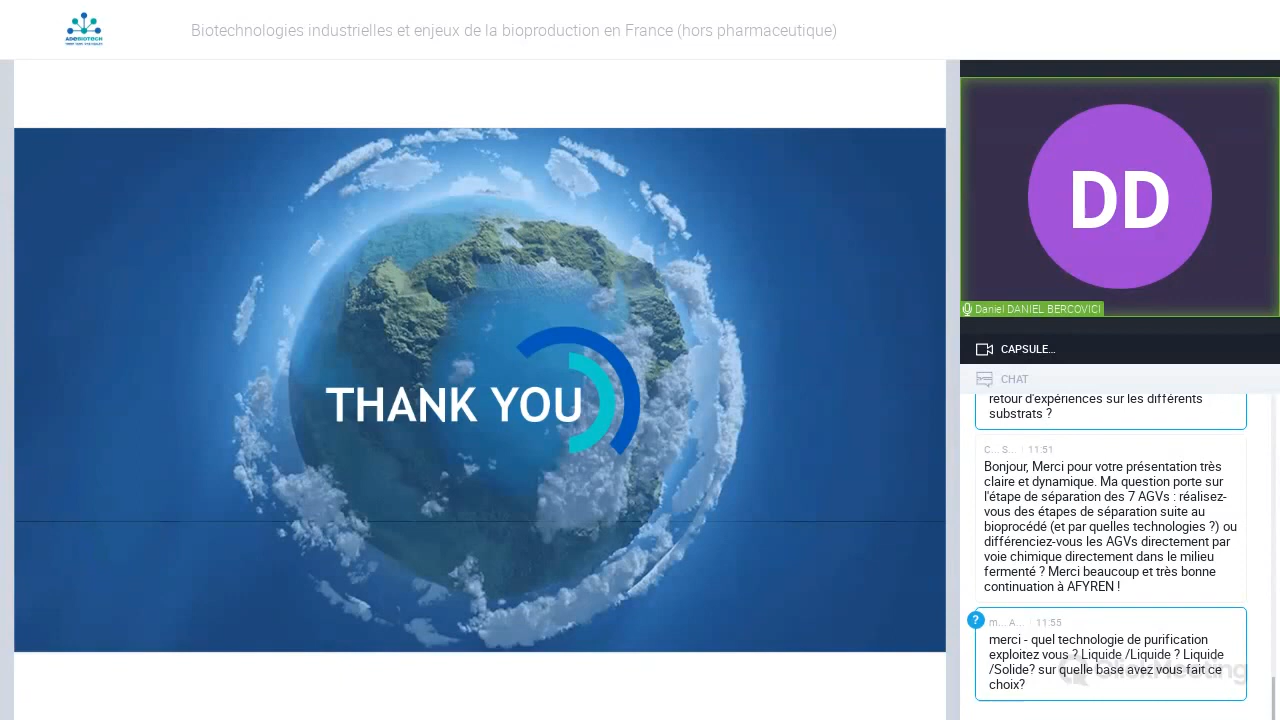 ADEBIOTECH
Biotechnologies industrielles et enjeux de la bioproduction en France (hors pharmaceutique)
THANK YOU
DD
Daniel DANIEL BERCOVICI
CAPSULE...
CHAT
retour d'expériences sur les différents
substrats ?
C... S... 11:51
Bonjour, Merci pour votre présentation très
claire et dynamique. Ma question porte sur
l'étape de séparation des 7 AGVs : réalisez-
vous des étapes de séparation suite au
bioprocédé (et par quelles technologies ?) ou
différenciez-vous les AGVs directement par
voie chimique directement dans le milieu
fermenté ? Merci beaucoup et très bonne
continuation à AFYREN !
?
m... A... 11:55
merci - quel technologie de purification
exploitez vous ? Liquide /Liquide ? Liquide
/Solide? sur quelle base avez vous fait ce
choix?
ClickMeeting